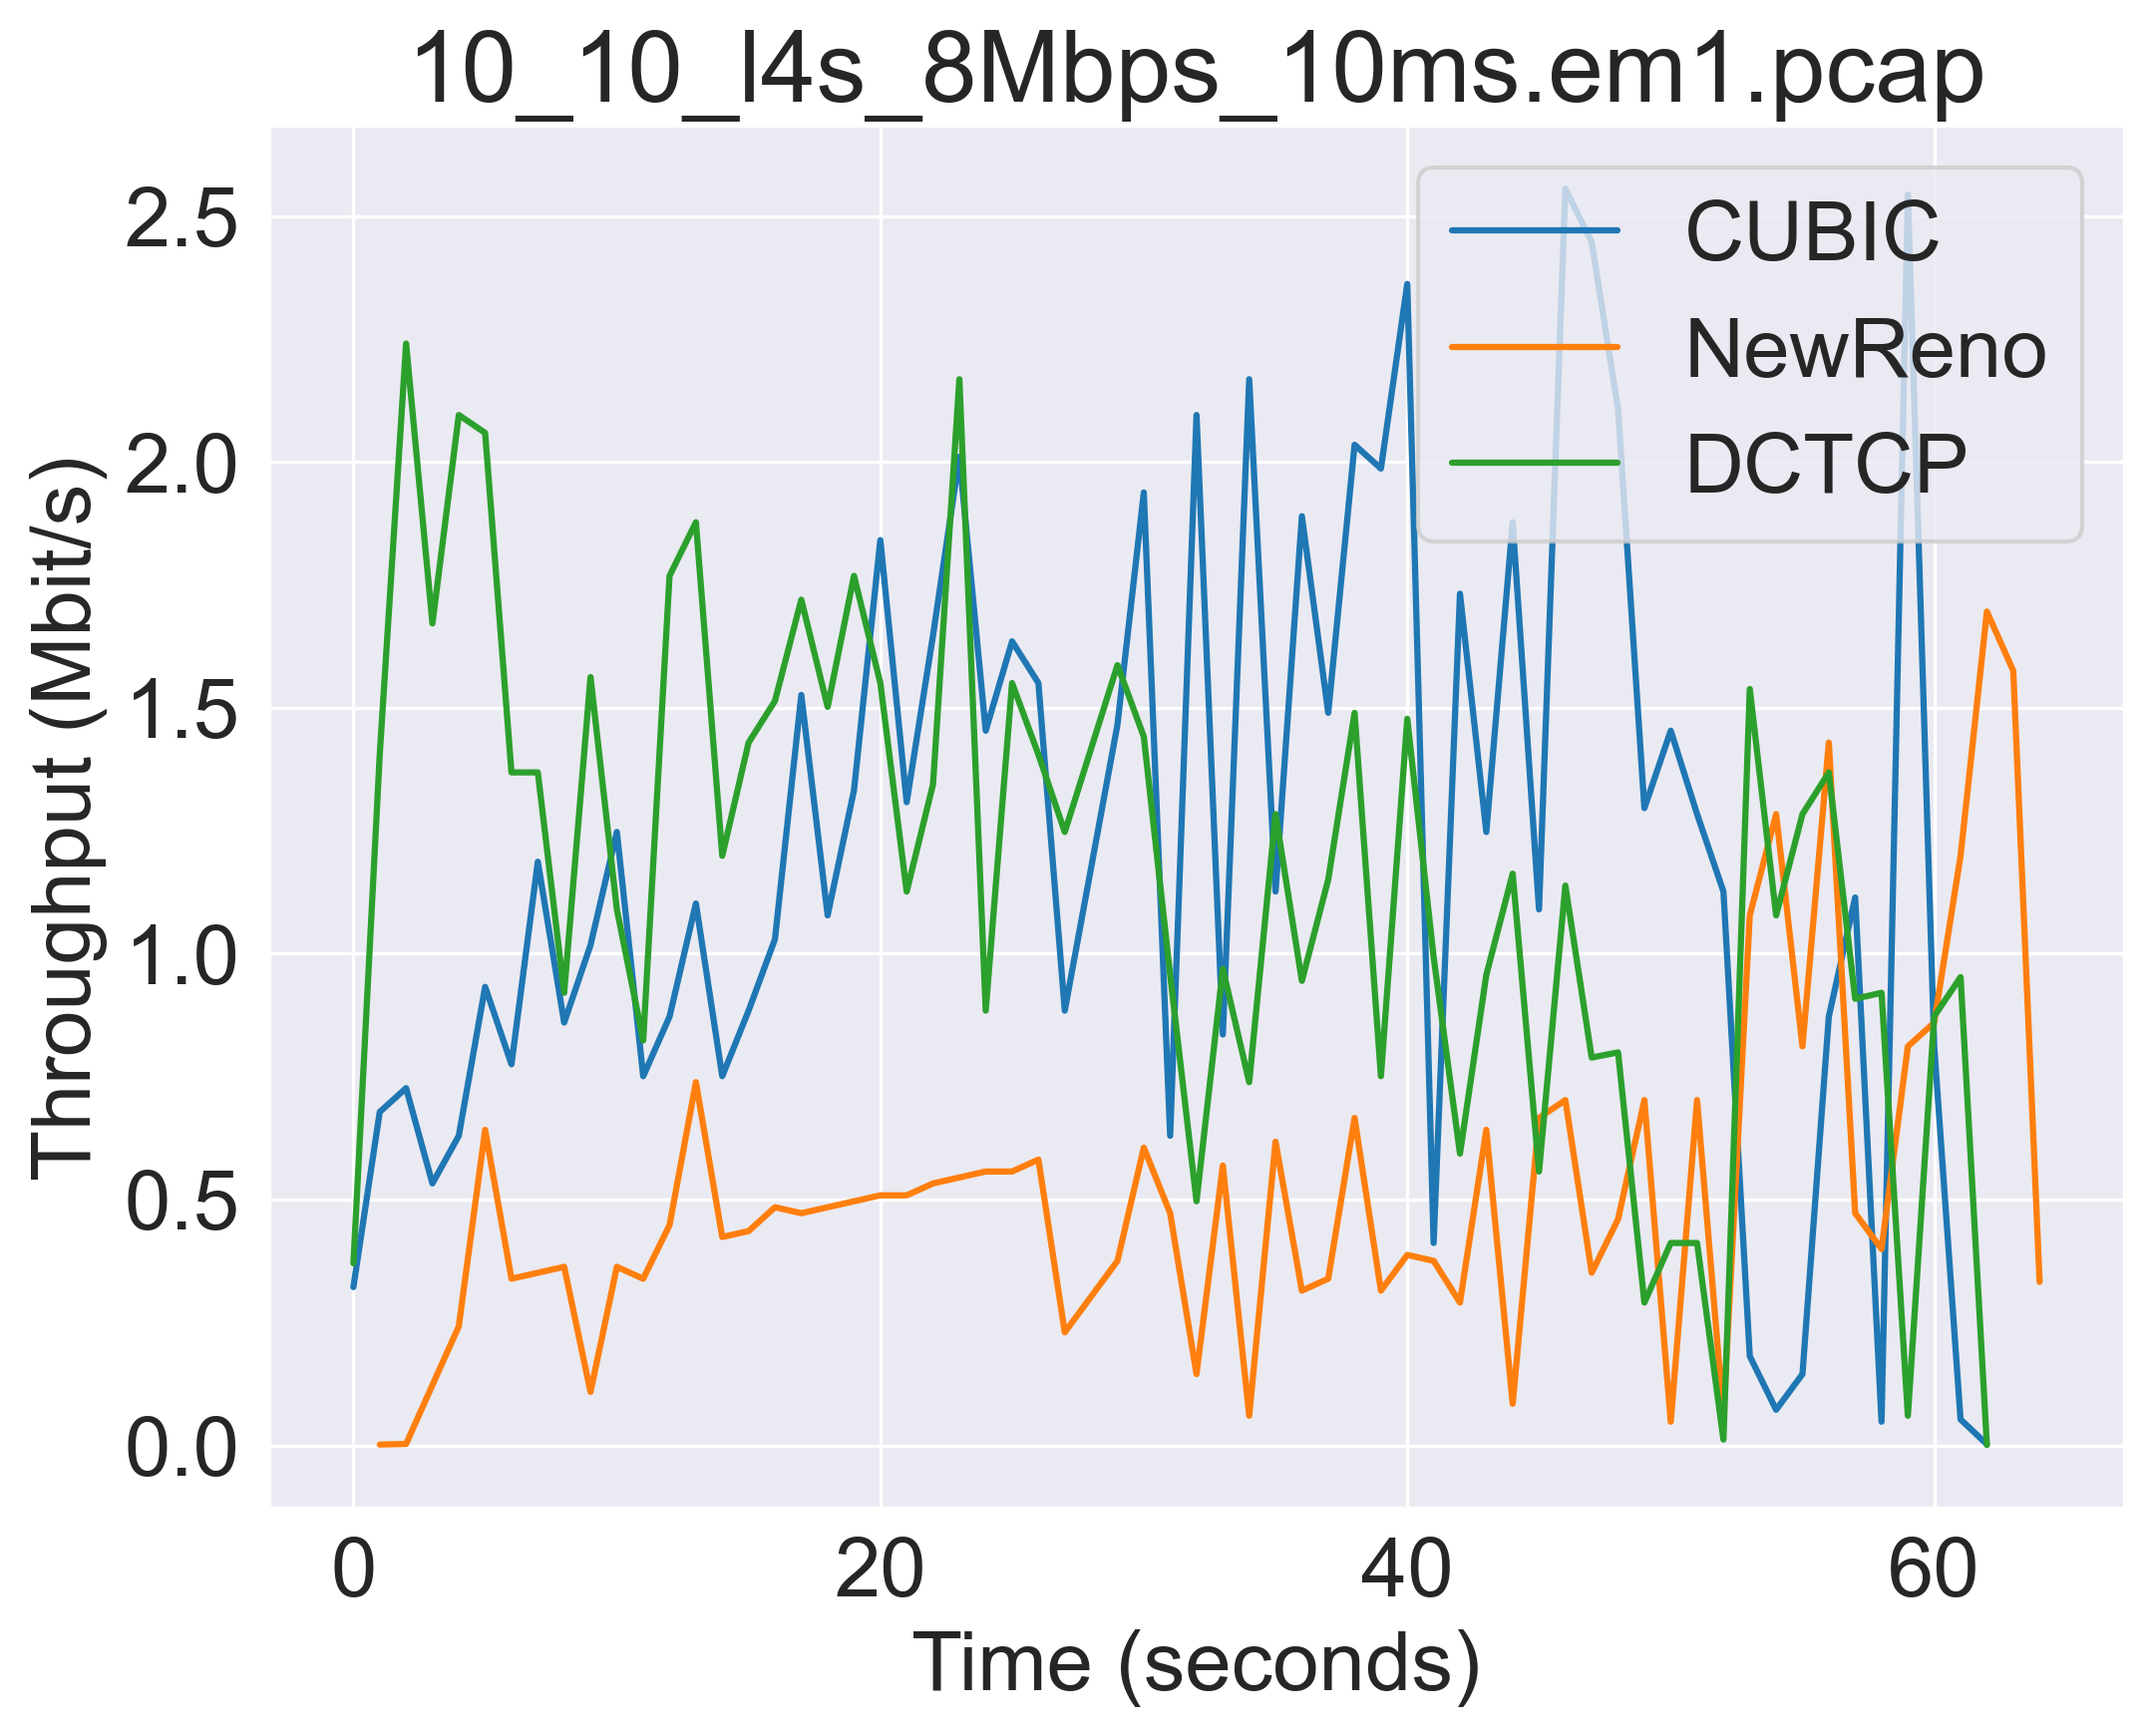 10_10_l4s_8Mbps_10ms.em1.pcap
Throughput (Mbit/s)
2.5
2.0
1.5
1.0
0.5
0.0
CUBIC
NewReno
DCTCP
0 20 40 60
Time (seconds)